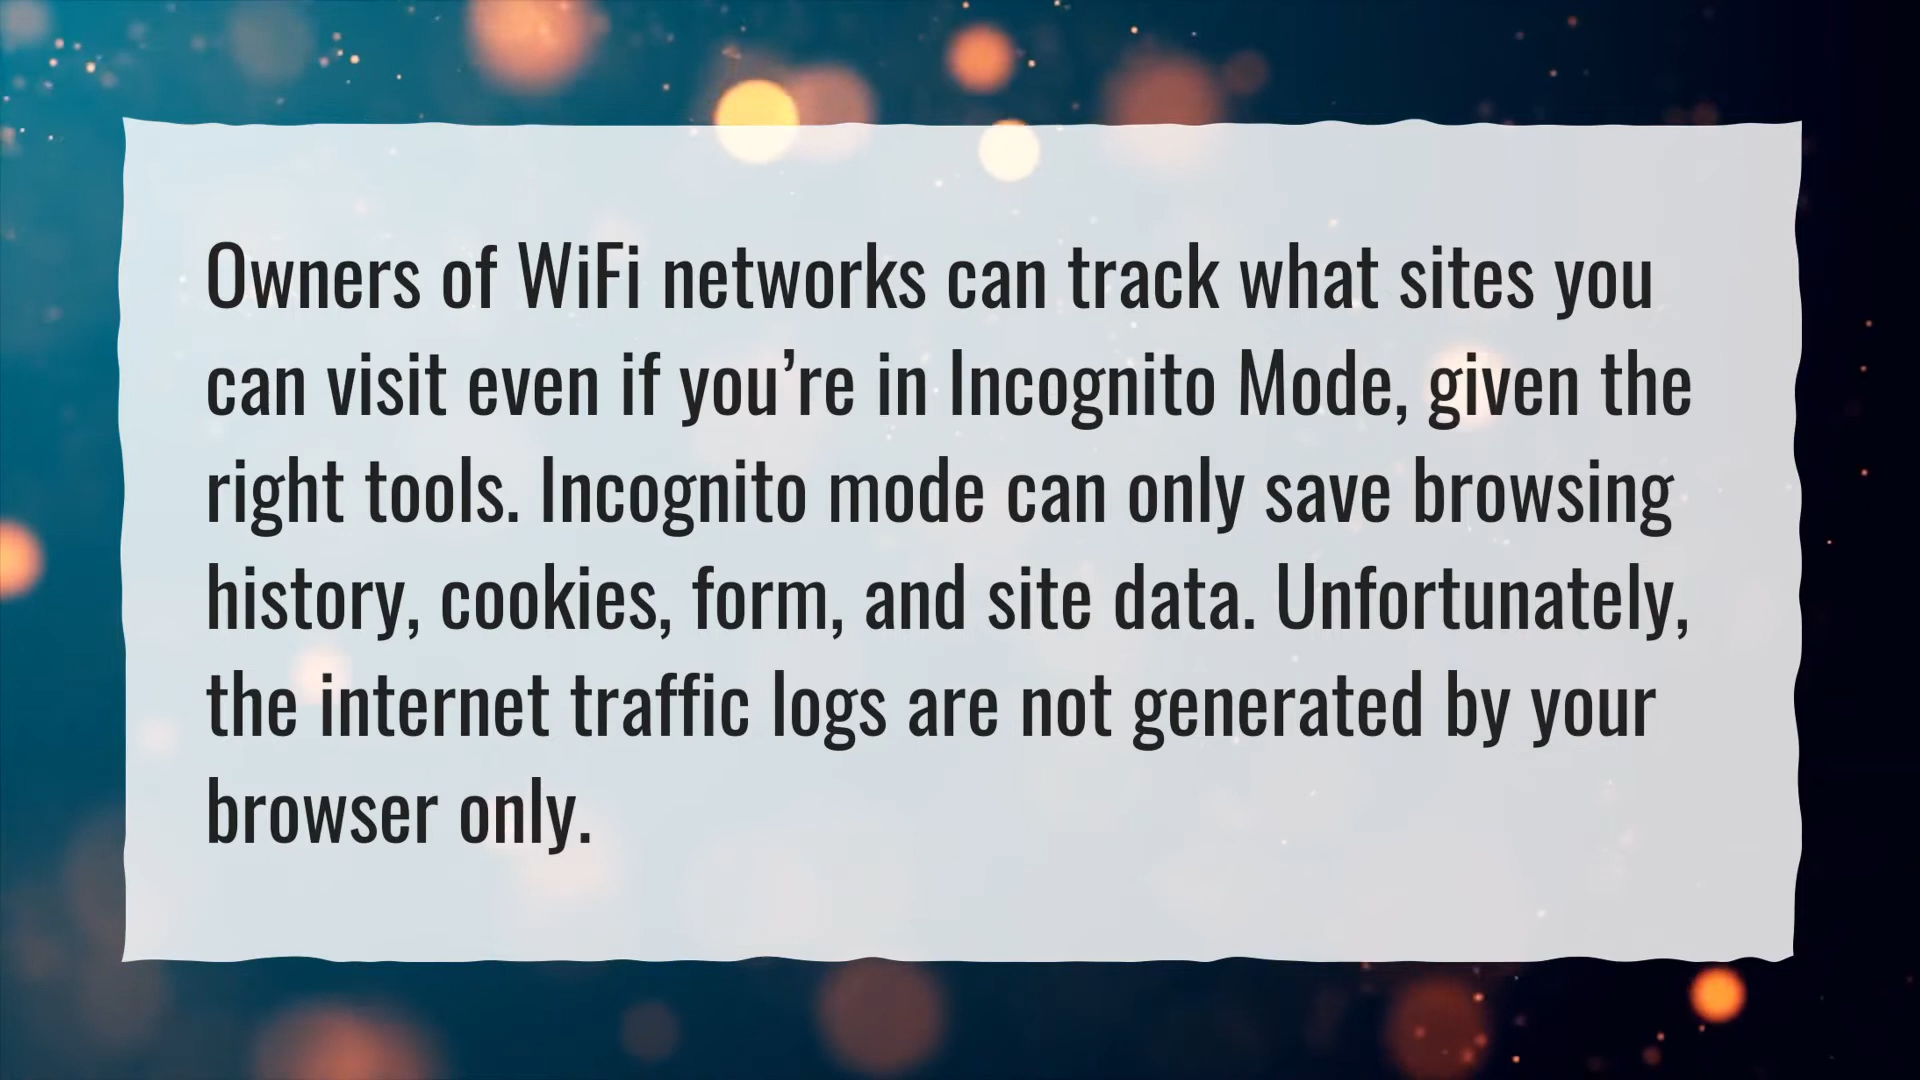 Owners of WiFi networks can track what sites you
can visit even if you’re in Incognito Mode, given the
right tools. Incognito mode can only save browsing
history, cookies, form, and site data. Unfortunately,
the internet traffic logs are not generated by your
browser only.